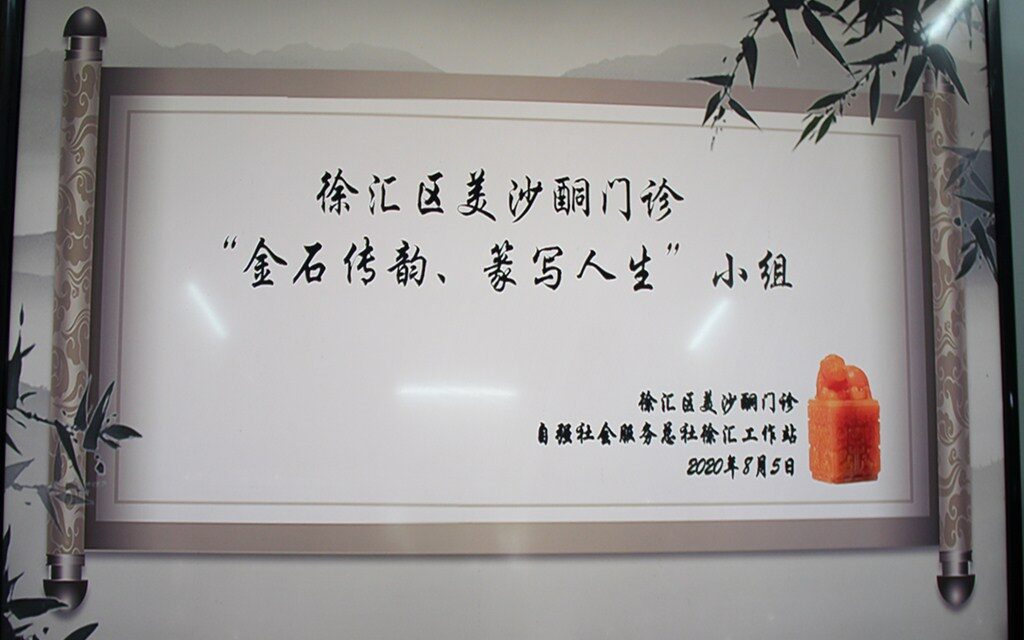 徐汇区美沙酮门诊
“金石传韵、篆写人生”小组
徐汇区美沙酮门诊
自强社会服务总社徐汇工作站
2020年8月5日